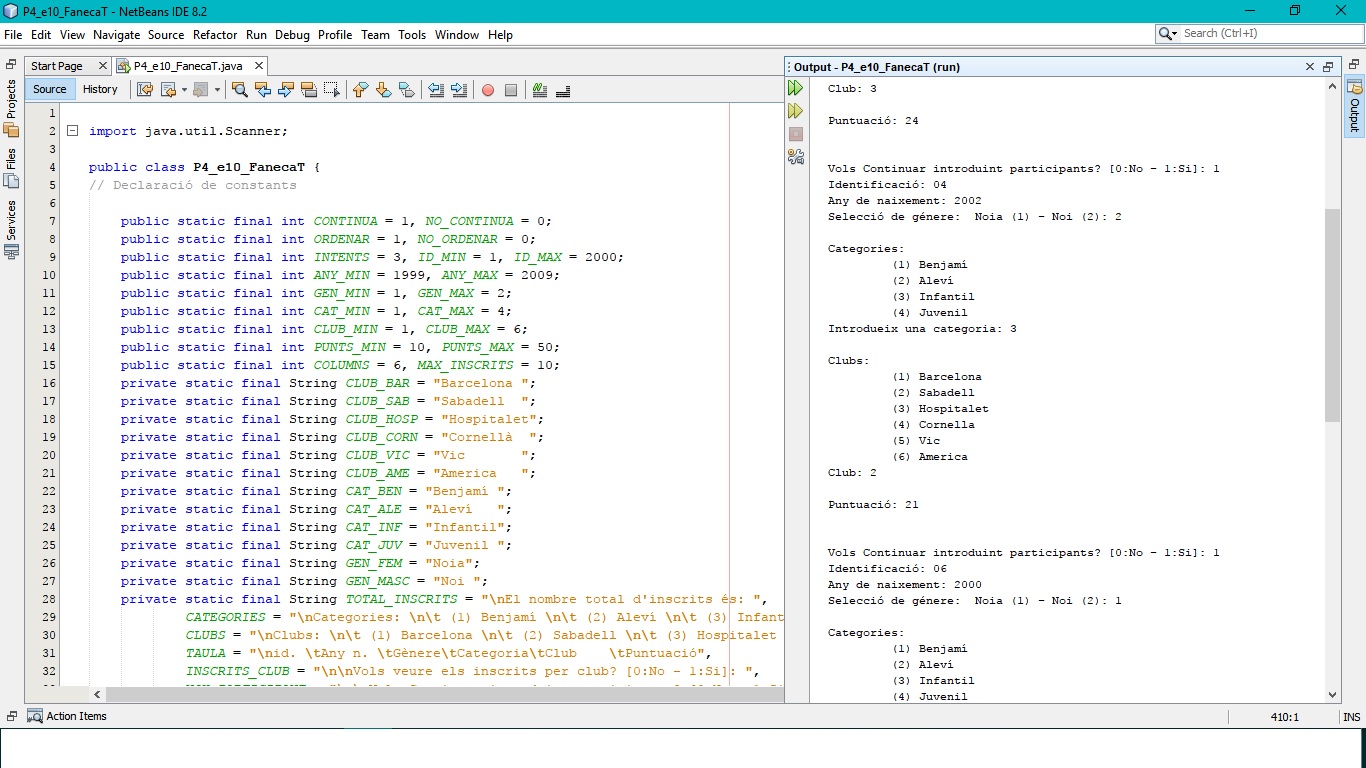 P4_e10_FanecaT - NetBeans IDE 8.2
File Edit View Navigate Source Refactor Run Debug Profile Team Tools Window Help
Search (Ctrl+I)
Projects
Files
Services
Start Page
P4_e10_FanecaT.java
Source History
1
2 import java.util.Scanner;
3
4 public class P4_e10_FanecaT {
5 // Declaració de constants
6
7 public static final int CONTINUA = 1, NO_CONTINUA = 0;
8 public static final int ORDENAR = 1, NO_ORDENAR = 0;
9 public static final int INTENTS = 3, ID_MIN = 1, ID_MAX = 2000;
10 public static final int ANY_MIN = 1999, ANY_MAX = 2009;
11 public static final int GEN_MIN = 1, GEN_MAX = 2;
12 public static final int CAT_MIN = 1, CAT_MAX = 4;
13 public static final int CLUB_MIN = 1, CLUB_MAX = 6;
14 public static final int PUNTS_MIN = 10, PUNTS_MAX = 50;
15 public static final int COLUMNS = 6, MAX_INSCRITS = 10;
16 private static final String CLUB_BAR = "Barcelona ";
17 private static final String CLUB_SAB = "Sabadell  ";
18 private static final String CLUB_HOSP = "Hospitalet";
19 private static final String CLUB_CORN = "Cornellà  ";
20 private static final String CLUB_VIC = "Vic       ";
21 private static final String CLUB_AME = "America   ";
22 private static final String CAT_BEN = "Benjamí ";
23 private static final String CAT_ALE = "Aleví   ";
24 private static final String CAT_INF = "Infantil";
25 private static final String CAT_JUV = "Juvenil ";
26 private static final String GEN_FEM = "Noia";
27 private static final String GEN_MASC = "Noi ";
28 private static final String TOTAL_INSCRITS = "\nEl nombre total d'inscrits és: ",
29 CATEGORIES = "\nCategories: \n\t (1) Benjamí \n\t (2) Aleví \n\t (3) Infant
30 CLUBS = "\nClubs: \n\t (1) Barcelona \n\t (2) Sabadell \n\t (3) Hospitalet
31 TAULA = "\nid. \tAny n. \tGènere\tCategoria\tClub    \tPuntuació",
32 INSCRITS_CLUB = "\n\nVols veure els inscrits per club? [0:No - 1:Si]: ",
Output - P4_e10_FanecaT (run)
Club: 3
Puntuació: 24
Vols Continuar introduint participants? [0:No - 1:Si]: 1
Identificació: 04
Any de naixement: 2002
Selecció de génere:  Noia (1) - Noi (2): 2
Categories:
(1) Benjamí
(2) Aleví
(3) Infantil
(4) Juvenil
Introdueix una categoria: 3
Clubs:
(1) Barcelona
(2) Sabadell
(3) Hospitalet
(4) Cornella
(5) Vic
(6) America
Club: 2
Puntuació: 21
Vols Continuar introduint participants? [0:No - 1:Si]: 1
Identificació: 06
Any de naixement: 2000
Selecció de génere:  Noia (1) - Noi (2): 1
Categories:
(1) Benjamí
(2) Aleví
(3) Infantil
(4) Juvenil
Output
Action Items
410:1 INS